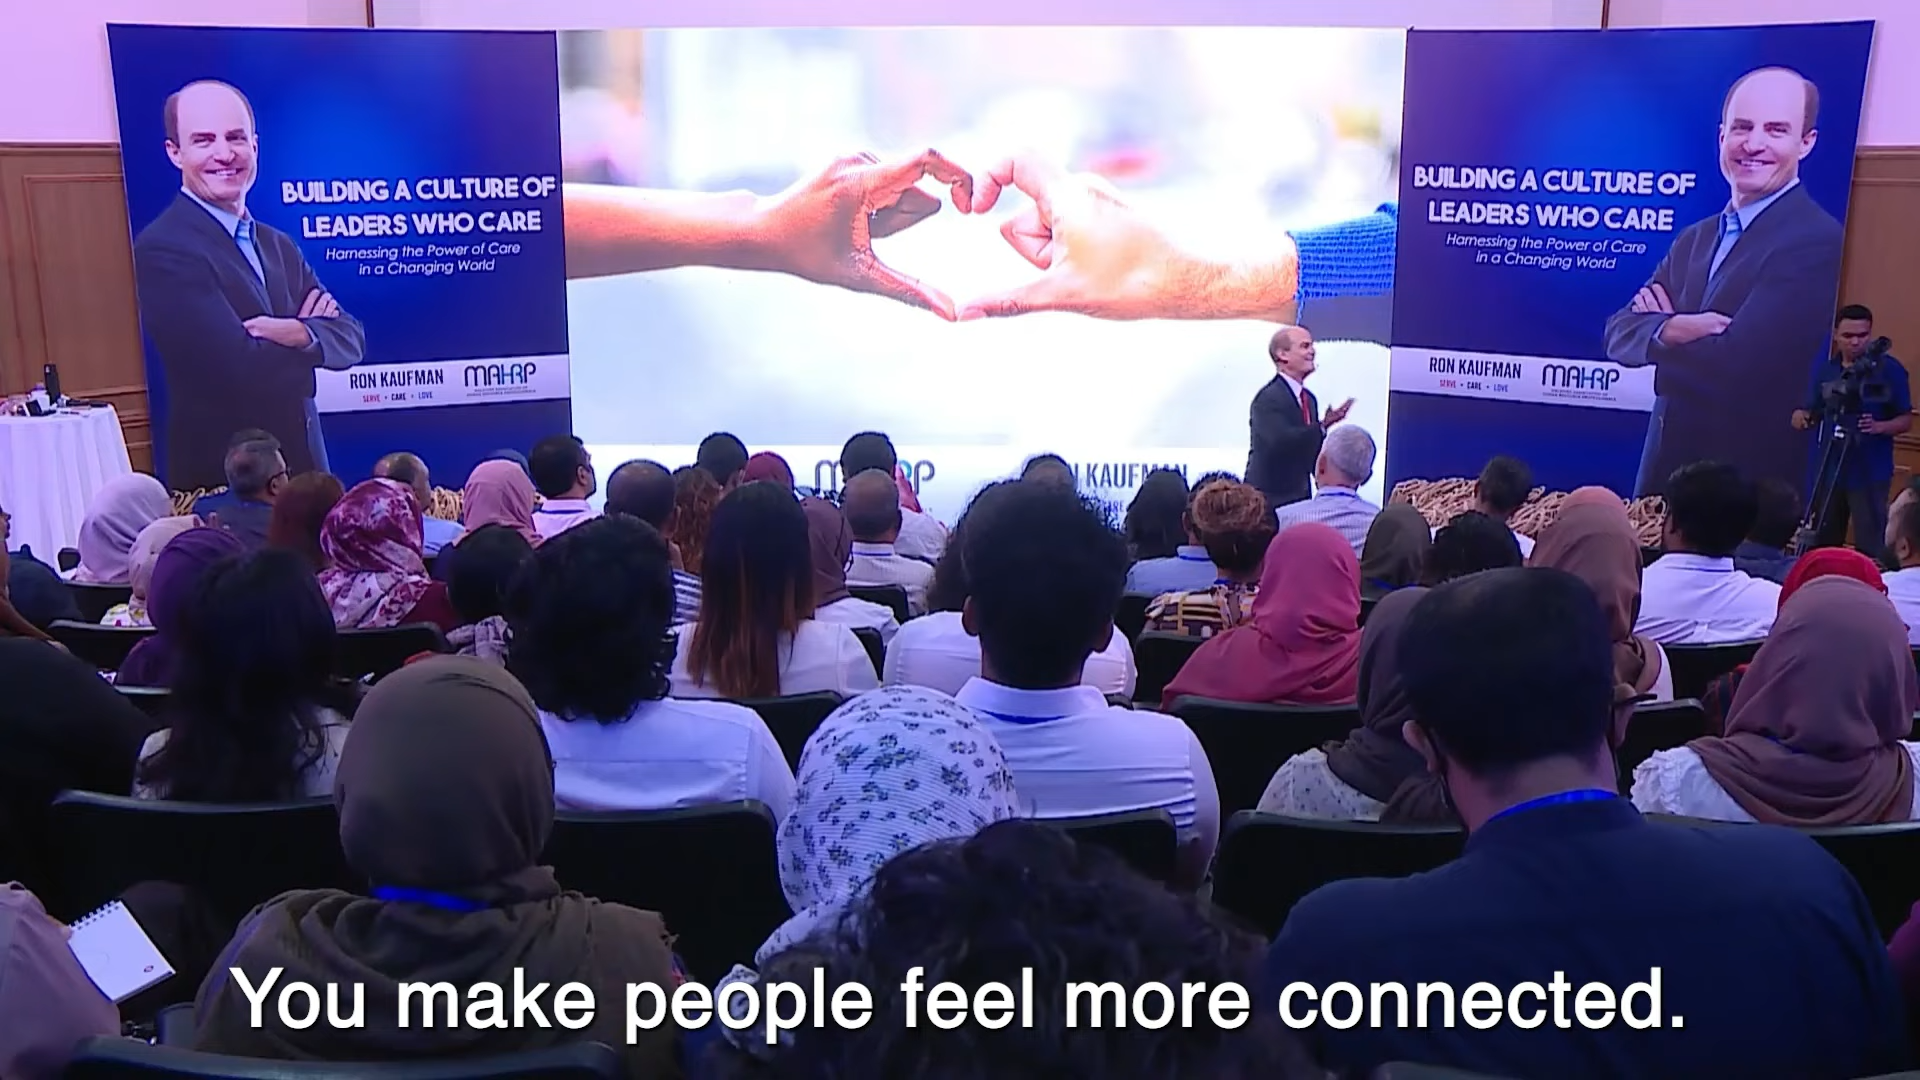 BUILDING A CULTURE OF
LEADERS WHO CARE
Harnessing the Power of Care
in a Changing World
RON KAUFMAN
SERVE • CARE • LOVE
MAHRP
BUILDING A CULTURE OF
LEADERS WHO CARE
Harnessing the Power of Care
in a Changing World
RON KAUFMAN
SERVE • CARE • LOVE
MAHRP
KAUFMAN
You make people feel more connected.